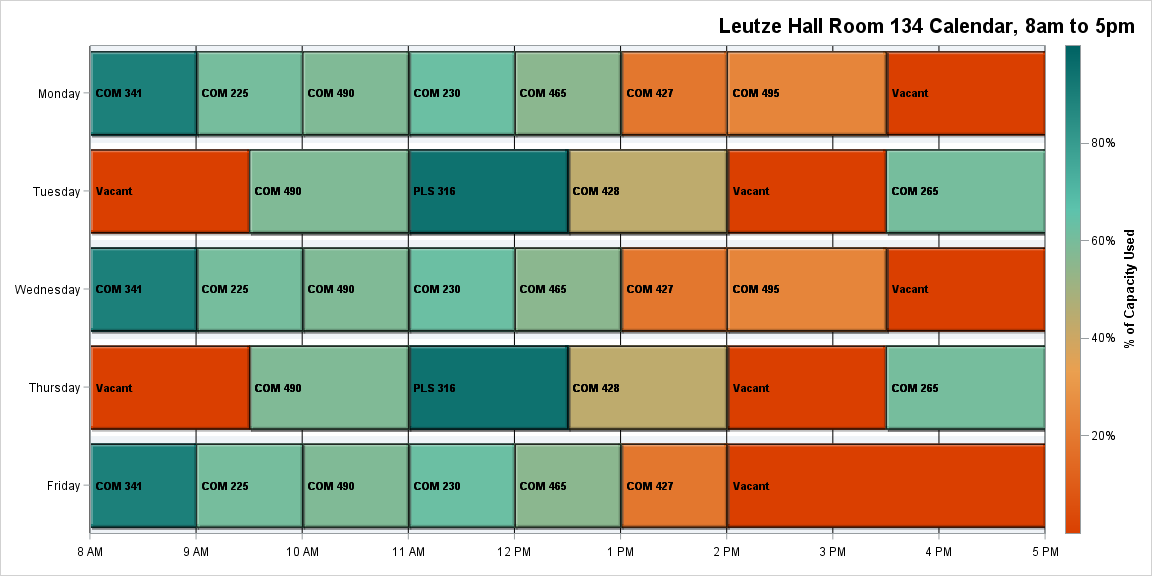 Leutze Hall Room 134 Calendar, 8am to 5pm
Monday COM 341 COM 225 COM 490 COM 230 COM 465 COM 427 COM 495 Vacant
Tuesday Vacant COM 490 PLS 316 COM 428 Vacant COM 265
Wednesday COM 341 COM 225 COM 490 COM 230 COM 465 COM 427 COM 495 Vacant
Thursday Vacant COM 490 PLS 316 COM 428 Vacant COM 265
Friday COM 341 COM 225 COM 490 COM 230 COM 465 COM 427 Vacant
8 AM 9 AM 10 AM 11 AM 12 PM 1 PM 2 PM 3 PM 4 PM 5 PM
80%
60%
40%
20%
% of Capacity Used